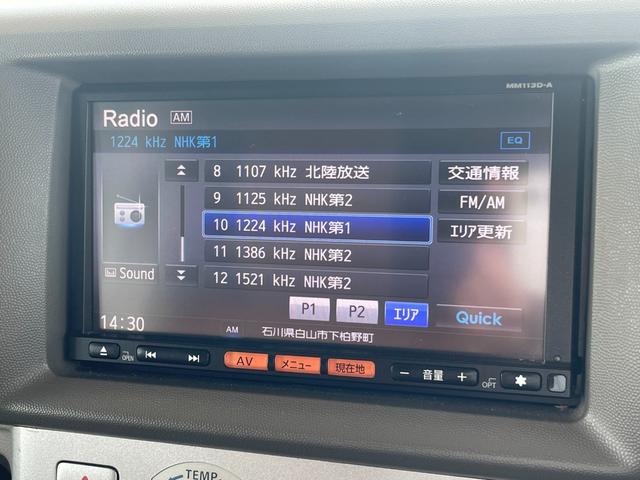 MM113D-A
Radio AM
1224 kHz NHK第1 EQ
8 1107 kHz 北陸放送 交通情報
9 1125 kHz NHK第2 FM/AM
10 1224 kHz NHK第1 エリア更新
11 1386 kHz NHK第2
Sound 12 1521 kHz NHK第2
P1 P2 エリア Quick
14:30 AM 石川県白山市下柏野町
OPEN AV メニュー 現在地 − 音量 + OPT
TEMP